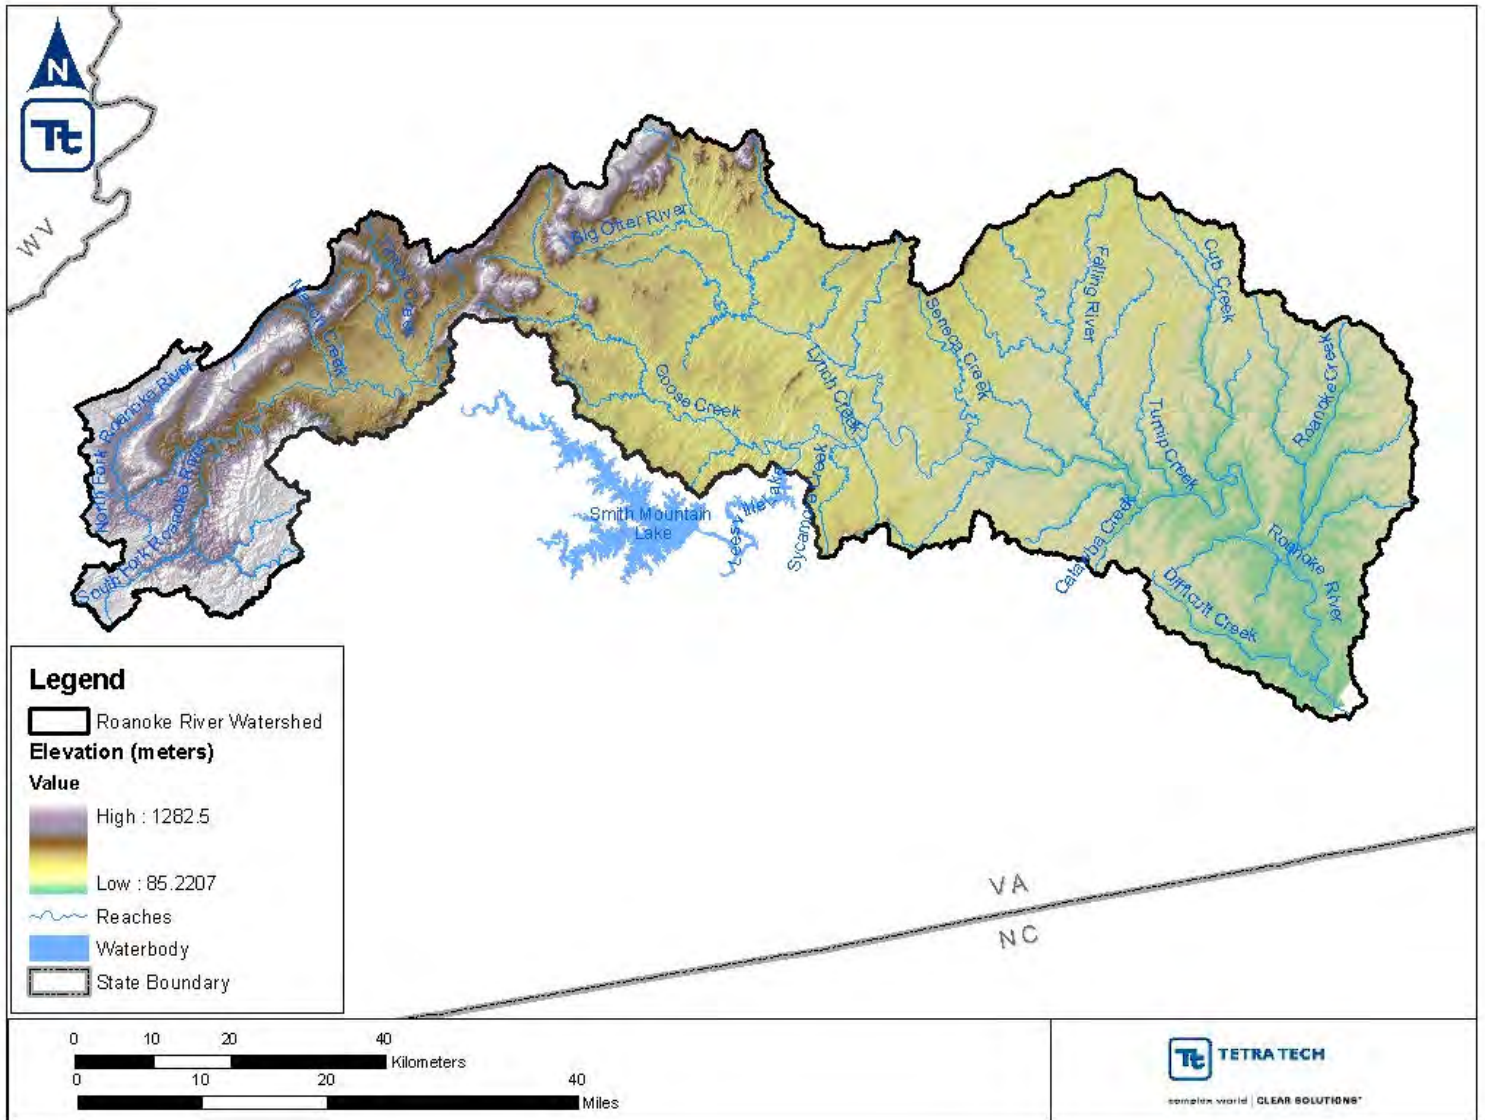 N
Tt
WV
Big Otter River
Tinker Creek
Mason Creek
North Fork Roanoke River
South Fork Roanoke River
Goose Creek
Lynch Creek
Seneca Creek
Falling River
Cub Creek
Roanoke Creek
Turnip Creek
Smith Mountain
Lake
Leesville Lake
Sycamore Creek
Catawba Creek
Difficult Creek
Roanoke River
Legend
Roanoke River Watershed
Elevation (meters)
Value
High : 1282.5
Low : 85.2207
Reaches
Waterbody
State Boundary
VA
NC
0 10 20 40
Kilometers
0 10 20 40
Miles
Tt TETRA TECH
complex world | CLEAR SOLUTIONS™